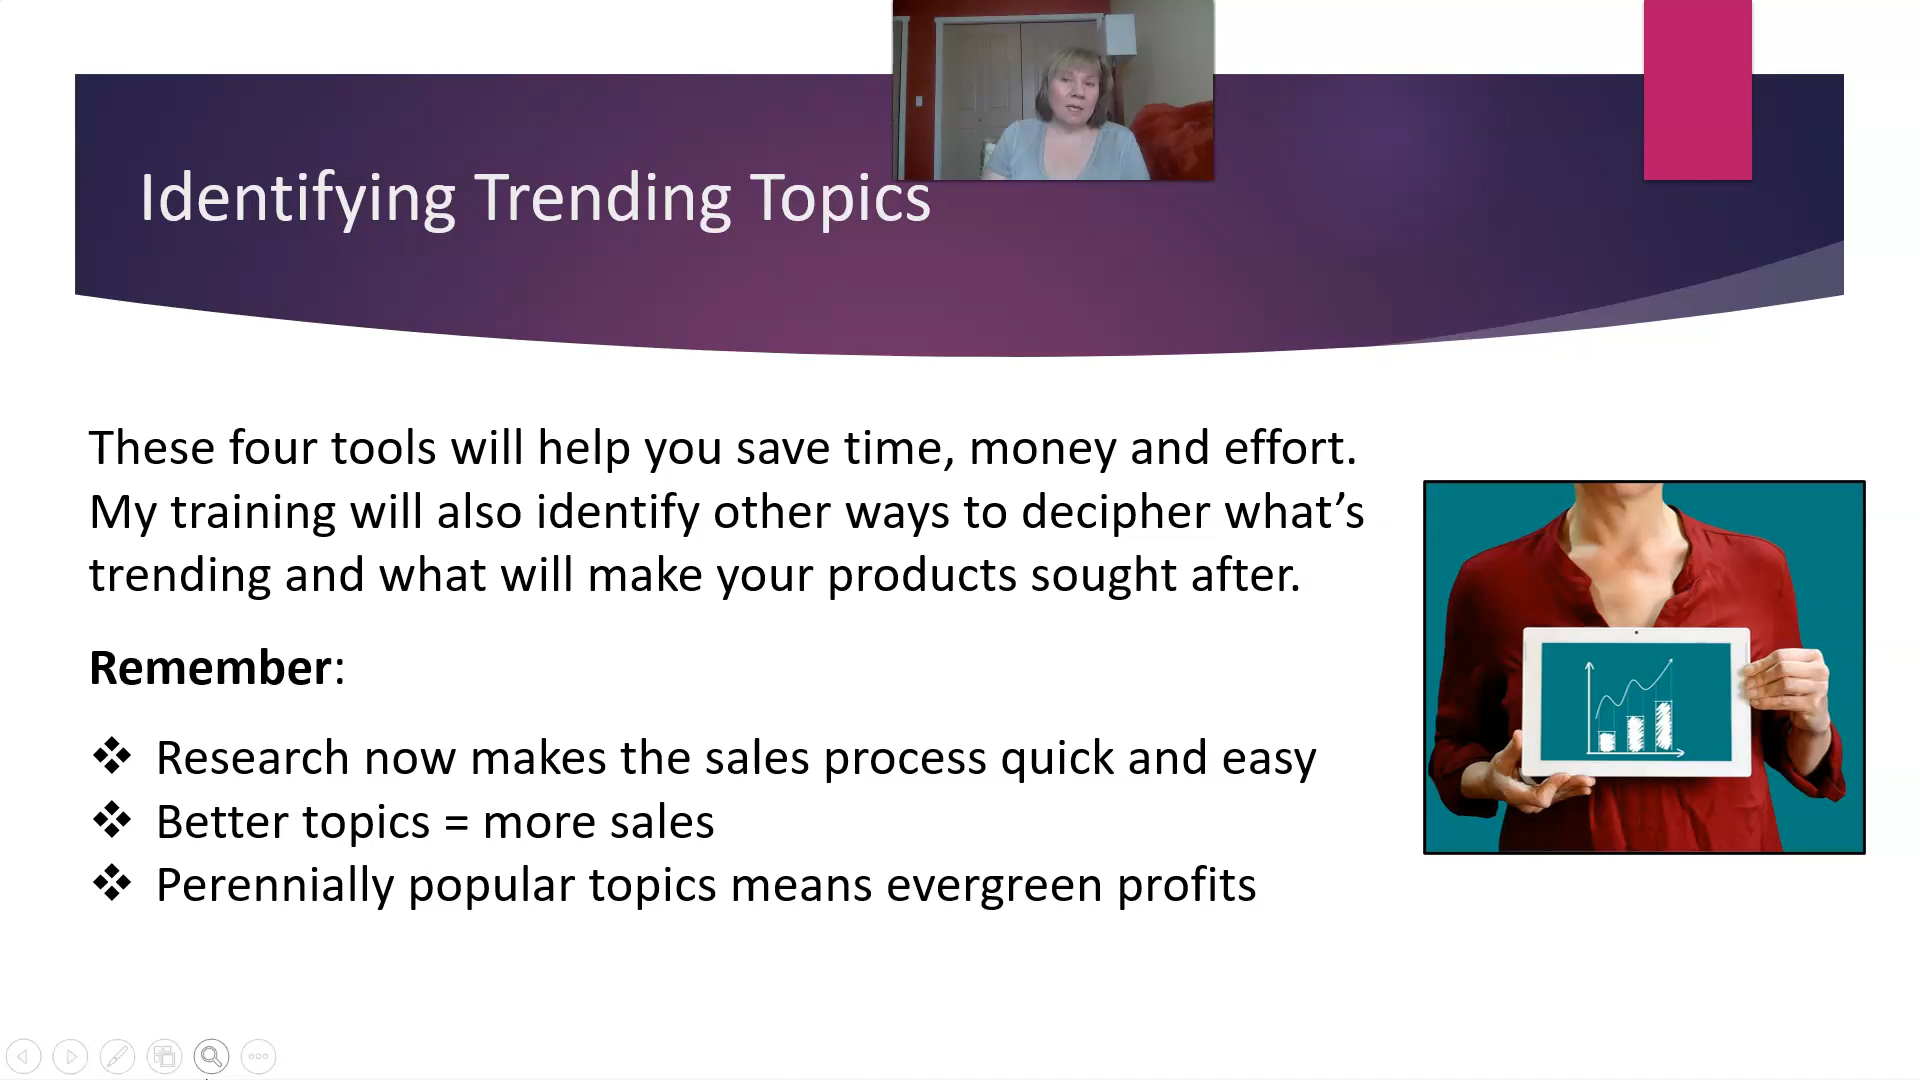 Identifying Trending Topics
These four tools will help you save time, money and effort.
My training will also identify other ways to decipher what’s
trending and what will make your products sought after.
Remember:
❖ Research now makes the sales process quick and easy
❖ Better topics = more sales
❖ Perennially popular topics means evergreen profits